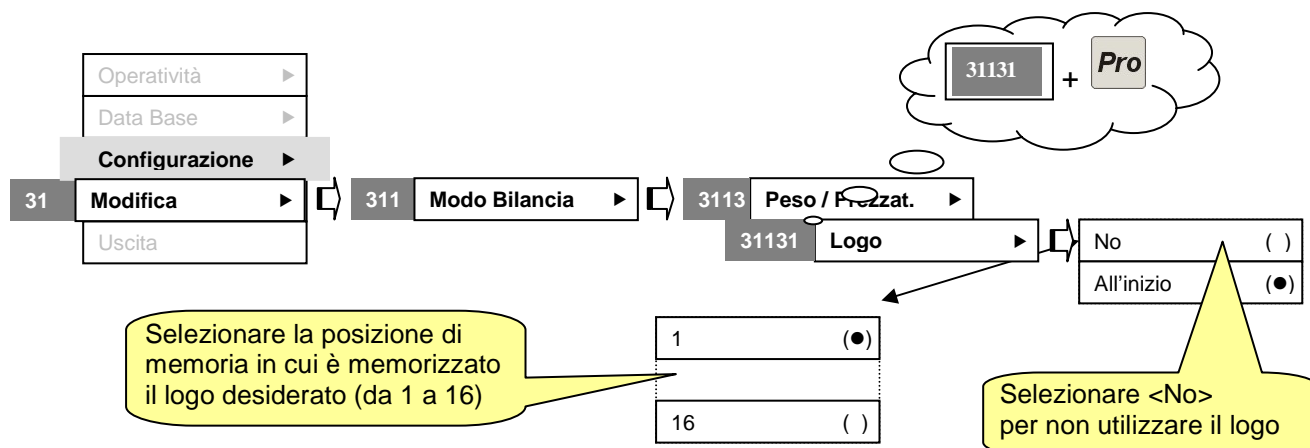 31131 + Pro
Operatività
Data Base
Configurazione
31 Modifica
311 Modo Bilancia
3113 Peso / Prezzat.
Uscita
31131 Logo
No ( )
All'inizio (●)
Selezionare la posizione di
memoria in cui è memorizzato
il logo desiderato (da 1 a 16)
1 (●)
16 ( )
Selezionare <No>
per non utilizzare il logo